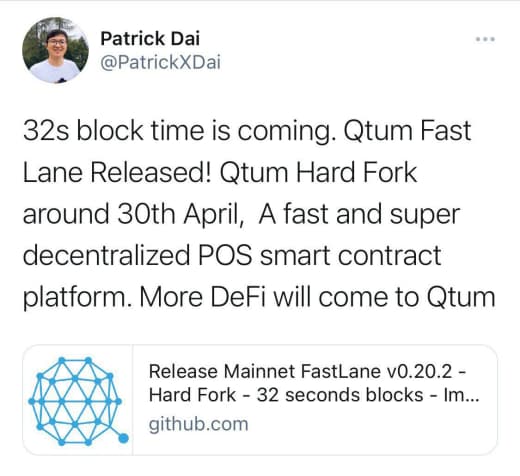 Patrick Dai
@PatrickXDai
32s block time is coming. Qtum Fast
Lane Released! Qtum Hard Fork
around 30th April,  A fast and super
decentralized POS smart contract
platform. More DeFi will come to Qtum
Release Mainnet FastLane v0.20.2 -
Hard Fork - 32 seconds blocks - Im...
github.com